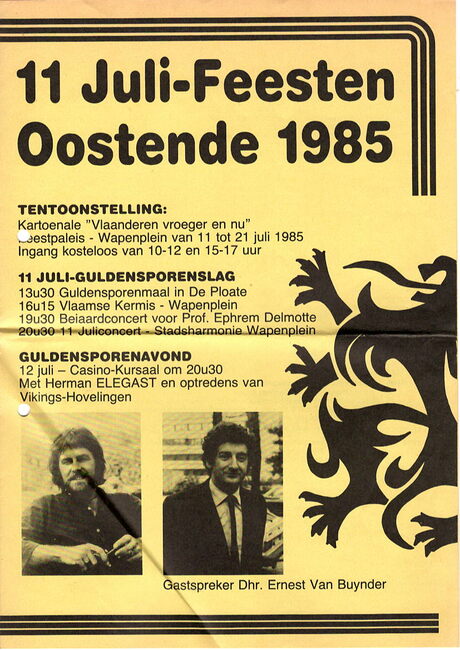 11 Juli-Feesten
Oostende 1985
TENTOONSTELLING:
Kartoenale "Vlaanderen vroeger en nu"
eestpaleis - Wapenplein van 11 tot 21 juli 1985
Ingang kosteloos van 10-12 en 15-17 uur
11 JULI-GULDENSPORENSLAG
13u30 Guldensporenmaal in De Ploate
16u15 Vlaamse Kermis - Wapenplein
19u30 Beiaardconcert voor Prof. Ephrem Delmotte
20u30 11 Juliconcert - Stadsharmonie Wapenplein
GULDENSPORENAVOND
12 juli – Casino-Kursaal om 20u30
Met Herman ELEGAST en optredens van
Vikings-Hovelingen
Gastspreker Dhr. Ernest Van Buynder